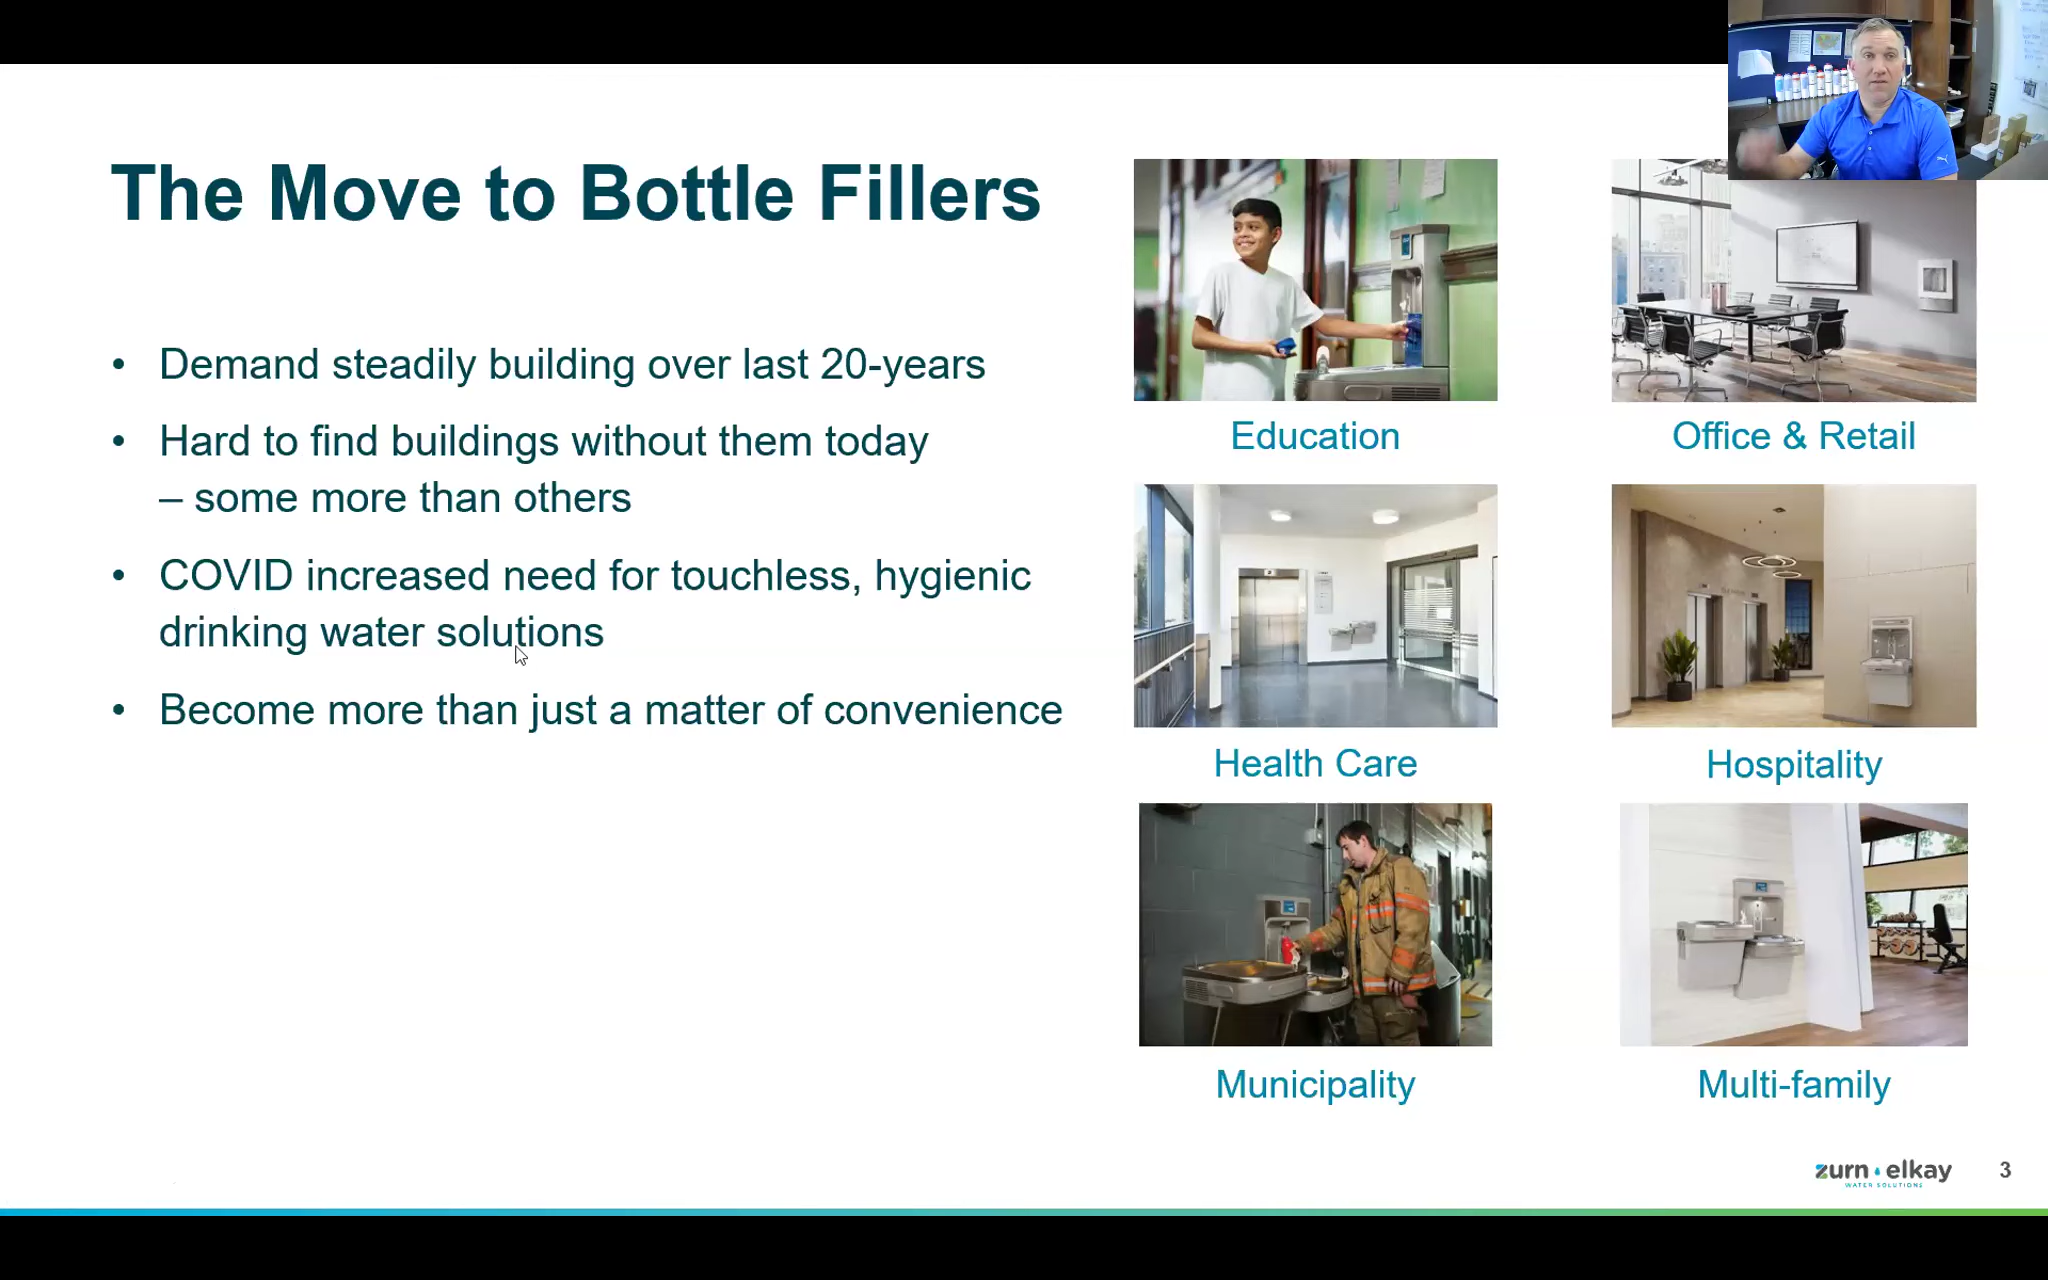 The Move to Bottle Fillers
• Demand steadily building over last 20-years
• Hard to find buildings without them today
– some more than others
• COVID increased need for touchless, hygienic
drinking water solutions
• Become more than just a matter of convenience
Education
Office & Retail
Health Care
Hospitality
Municipality
Multi-family
zurn elkay
WATER SOLUTIONS
3